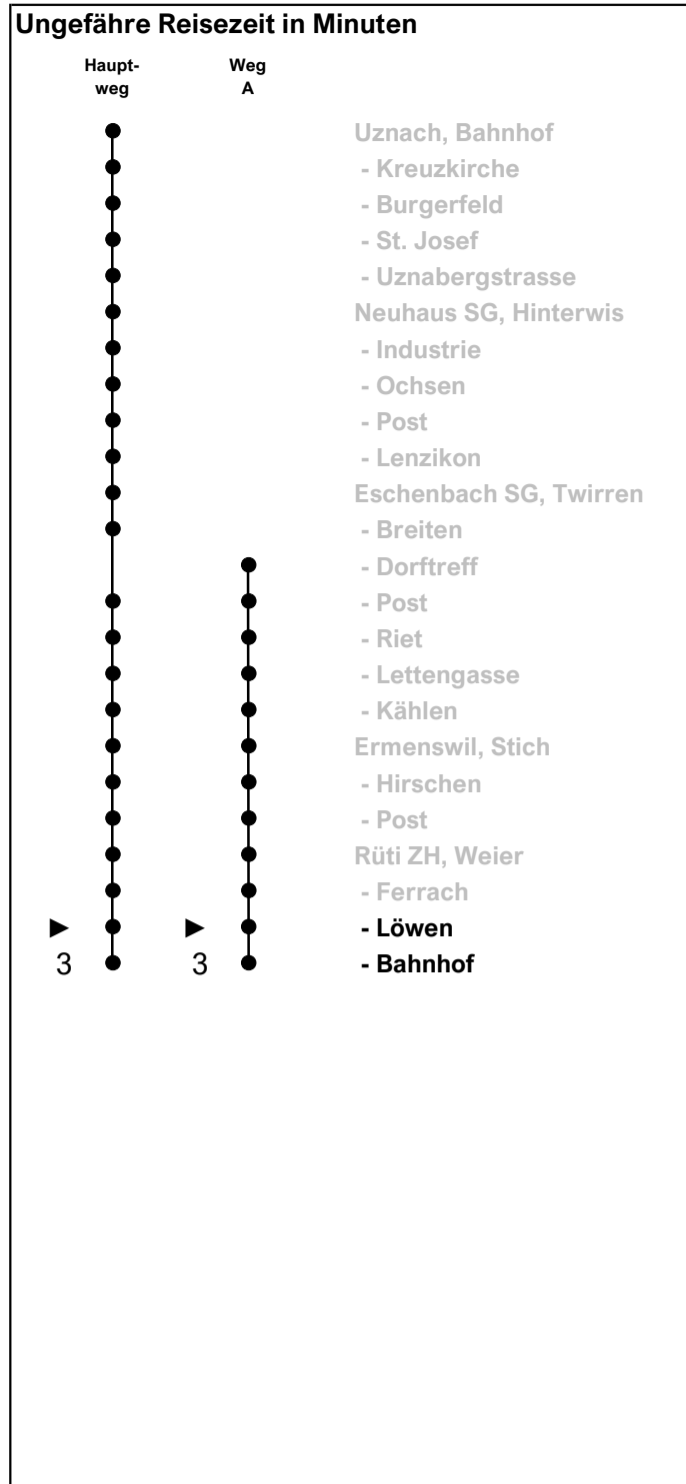 Ungefähre Reisezeit in Minuten
Haupt-
weg
Weg
A
Uznach, Bahnhof
- Kreuzkirche
- Burgerfeld
- St. Josef
- Uznabergstrasse
Neuhaus SG, Hinterwis
- Industrie
- Ochsen
- Post
- Lenzikon
Eschenbach SG, Twirren
- Breiten
- Dorftreff
- Post
- Riet
- Lettengasse
- Kählen
Ermenswil, Stich
- Hirschen
- Post
Rüti ZH, Weier
- Ferrach
- Löwen
3 3 - Bahnhof